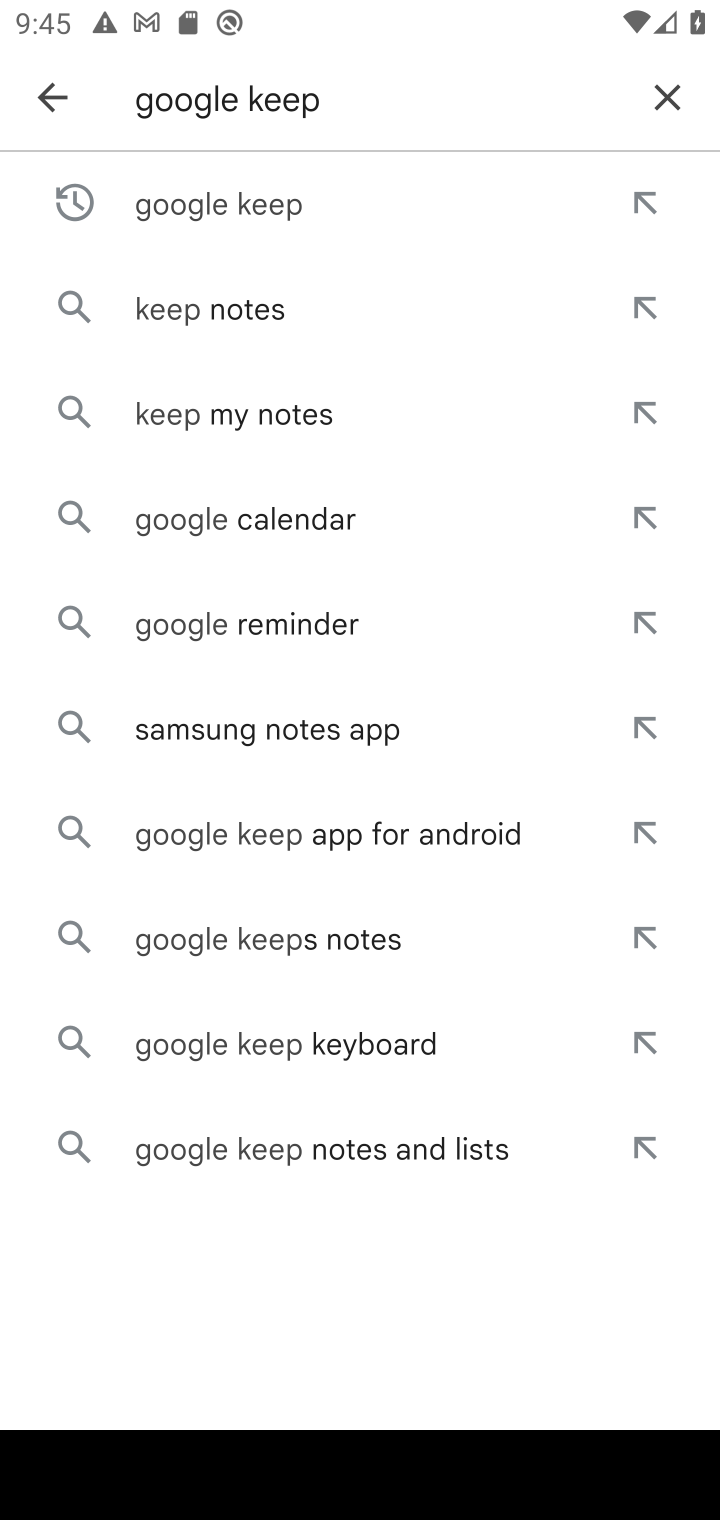 9:45
google keep
google keep
keep notes
keep my notes
google calendar
google reminder
samsung notes app
google keep app for android
google keeps notes
google keep keyboard
google keep notes and lists